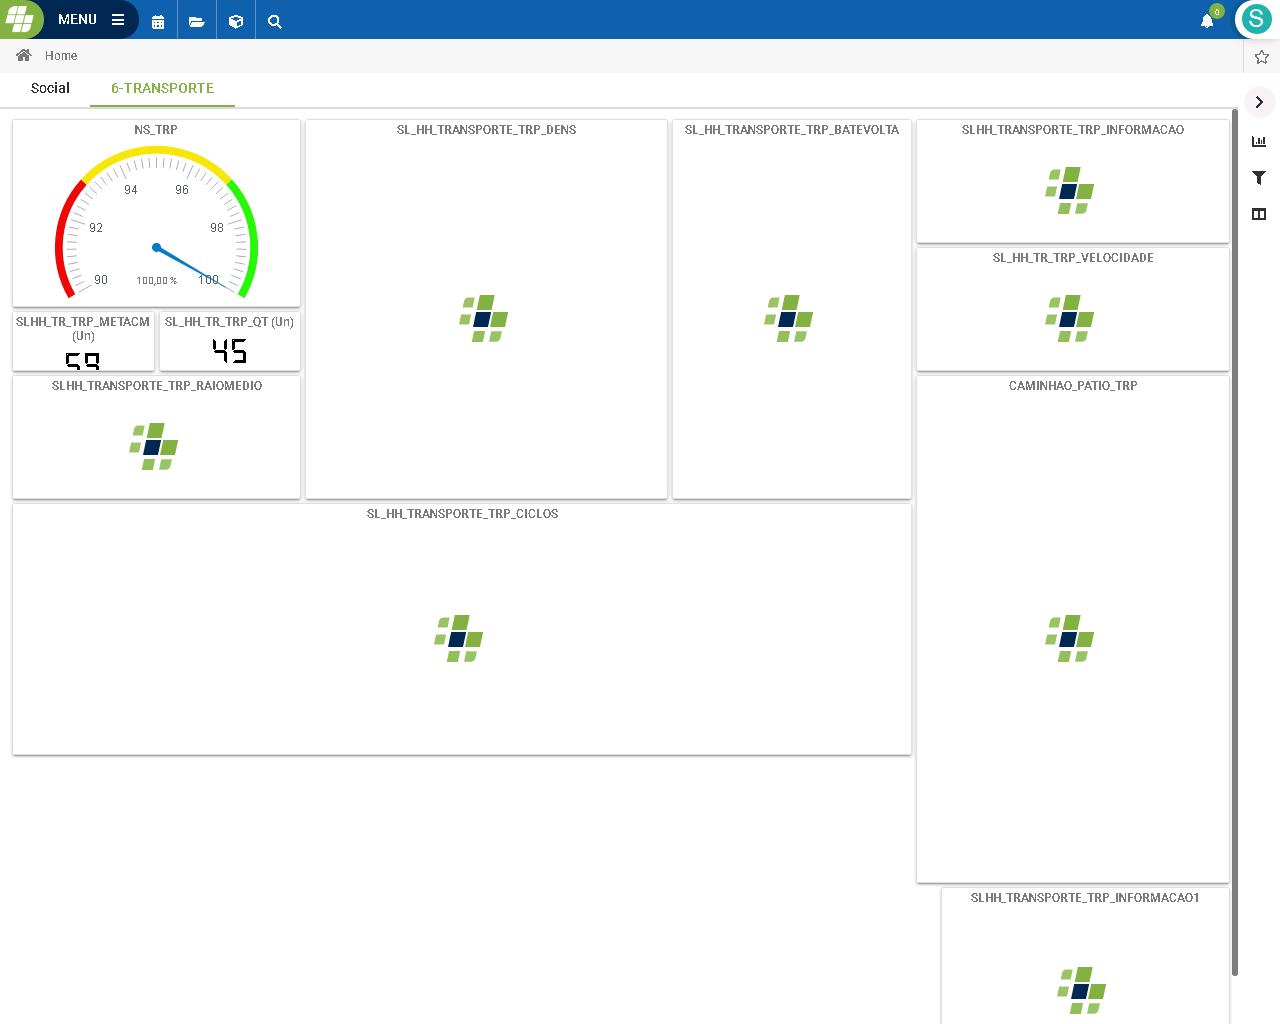 MENU
0
S
Home
Social
6-TRANSPORTE
NS_TRP
94
96
92
98
90
100,00 %
100
SLHH_TR_TRP_METACM
(Un)
59
SL_HH_TR_TRP_QT (Un)
45
SLHH_TRANSPORTE_TRP_RAIOMEDIO
SL_HH_TRANSPORTE_TRP_DENS
SL_HH_TRANSPORTE_TRP_BATEVOLTA
SLHH_TRANSPORTE_TRP_INFORMACAO
SL_HH_TR_TRP_VELOCIDADE
CAMINHAO_PATIO_TRP
SL_HH_TRANSPORTE_TRP_CICLOS
SLHH_TRANSPORTE_TRP_INFORMACAO1